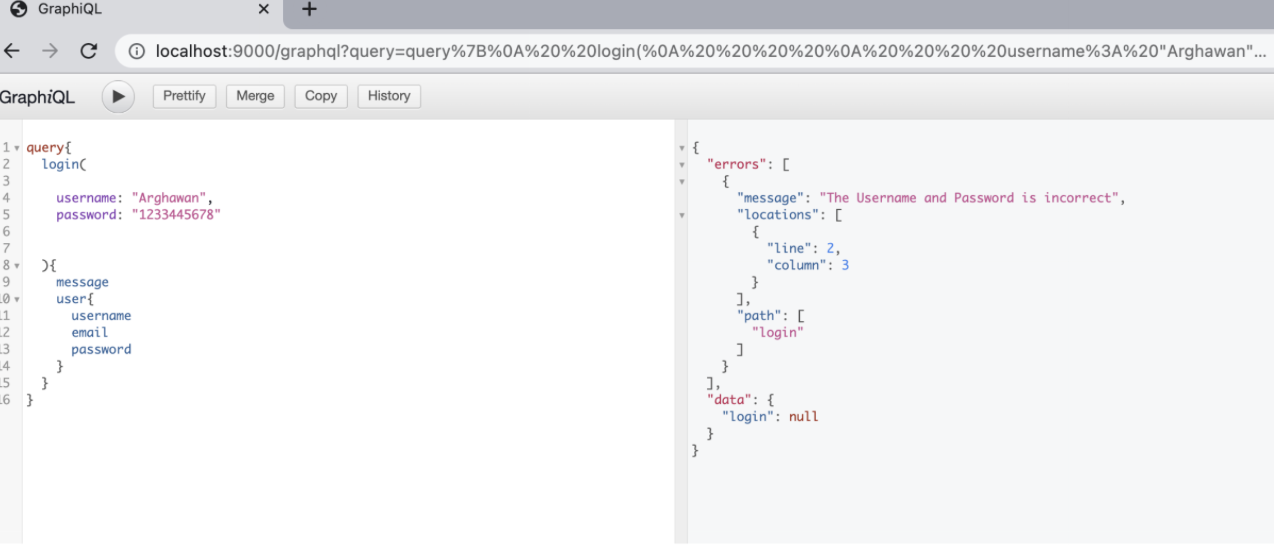 GraphiQL
localhost:9000/graphql?query=query%7B%0A%20%20login(%0A%20%20%20%20%0A%20%20%20%20username%3A%20"Arghawan"...
GraphiQL Prettify Merge Copy History
1 query{
2 login(
3
4 username: "Arghawan",
5 password: "1233445678"
6
7
8 ){
9 message
10 user{
11 username
12 email
13 password
14 }
15 }
16 }
{
"errors": [
{
"message": "The Username and Password is incorrect",
"locations": [
{
"line": 2,
"column": 3
}
],
"path": [
"login"
]
}
],
"data": {
"login": null
}
}